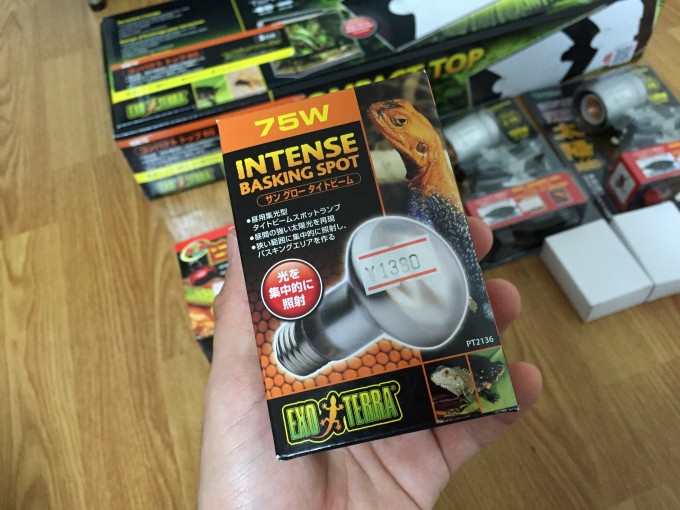 COMPACT TOP
EXO TERRA
75W
INTENSE
BASKING SPOT
サン グロー タイトビーム
●昼用集光型
タイトビームスポットランプ
●昼間の強い太陽光を再現
●狭い範囲に集中的に照射し、
バスキングエリアを作る
光を
集中的に
照射
¥1380
PT2136
EXO TERRA